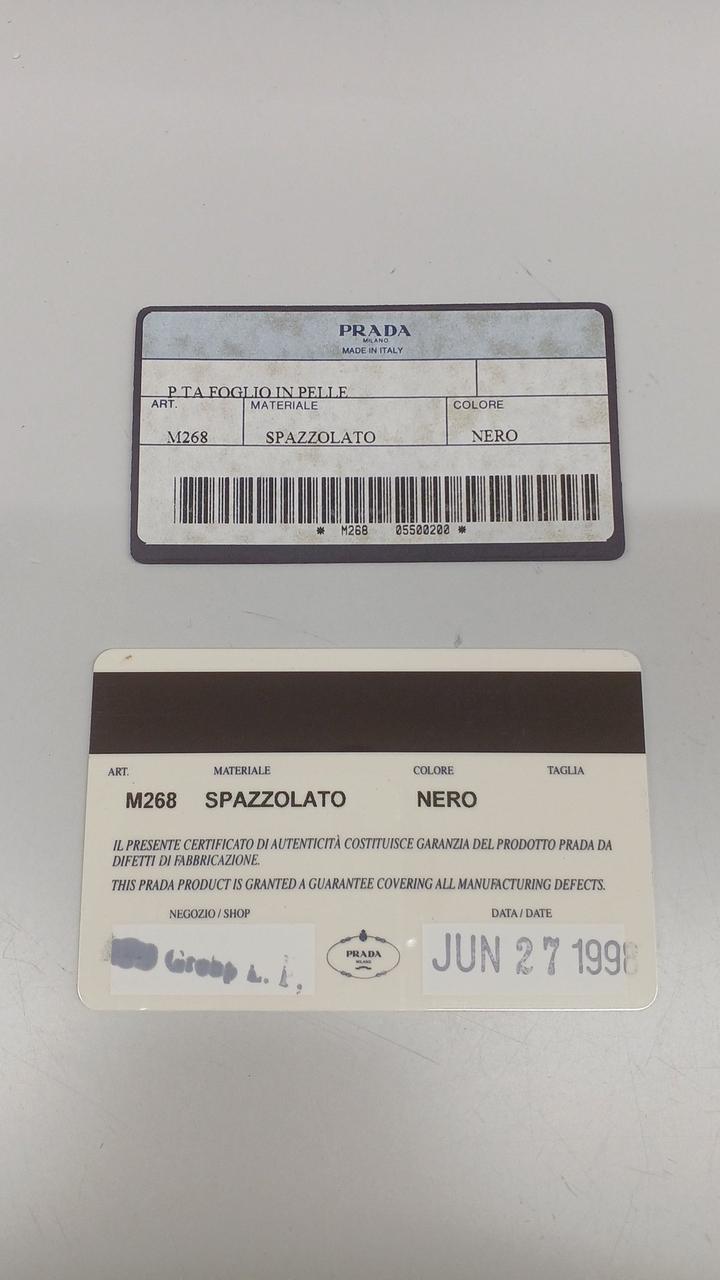 PRADA
MILANO
MADE IN ITALY
P.TA FOGLIO IN PELLE
ART. MATERIALE COLORE
M268 SPAZZOLATO NERO
* M268 05500200 *
ART. MATERIALE COLORE TAGLIA
M268 SPAZZOLATO NERO
IL PRESENTE CERTIFICATO DI AUTENTICITÀ COSTITUISCE GARANZIA DEL PRODOTTO PRADA DA
DIFETTI DI FABBRICAZIONE.
THIS PRADA PRODUCT IS GRANTED A GUARANTEE COVERING ALL MANUFACTURING DEFECTS.
NEGOZIO / SHOP DATA / DATE
Group
PRADA
MILANO
JUN 27 1998